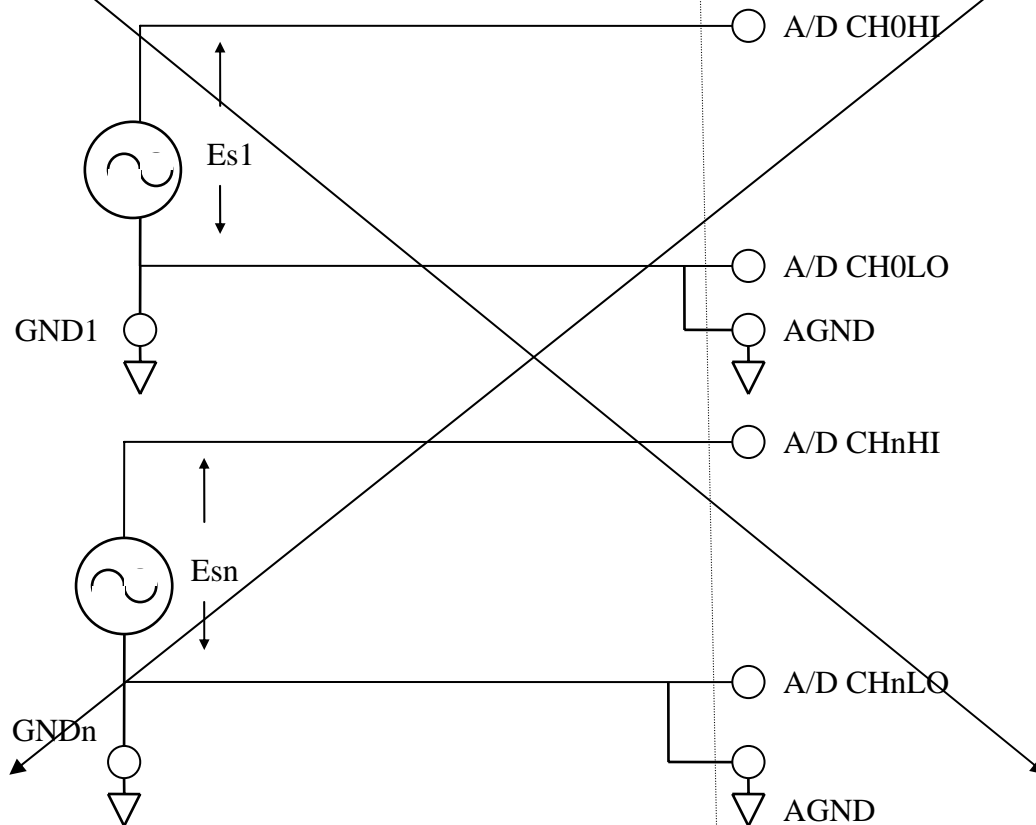 A/D CH0HI
Es1
A/D CH0LO
GND1
AGND
A/D CHnHI
Esn
A/D CHnLO
GNDn
AGND